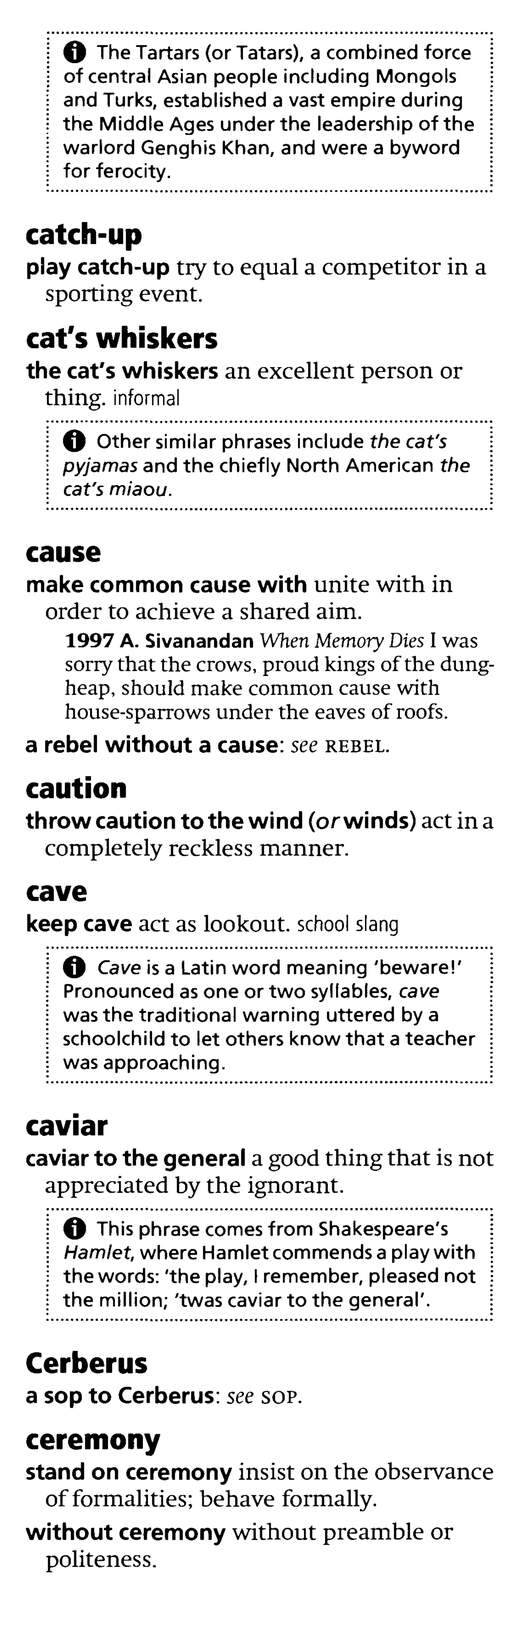 The Tartars (or Tatars), a combined force
of central Asian people including Mongols
and Turks, established a vast empire during
the Middle Ages under the leadership of the
warlord Genghis Khan, and were a byword
for ferocity.
catch-up
play catch-up try to equal a competitor in a
sporting event.
cat's whiskers
the cat's whiskers an excellent person or
thing. informal
Other similar phrases include the cat's
pyjamas and the chiefly North American the
cat's miaou.
cause
make common cause with unite with in
order to achieve a shared aim.
1997 A. Sivanandan When Memory Dies I was
sorry that the crows, proud kings of the dung-
heap, should make common cause with
house-sparrows under the eaves of roofs.
a rebel without a cause: see REBEL.
caution
throw caution to the wind (or winds) act in a
completely reckless manner.
cave
keep cave act as lookout. school slang
Cave is a Latin word meaning 'beware!'
Pronounced as one or two syllables, cave
was the traditional warning uttered by a
schoolchild to let others know that a teacher
was approaching.
caviar
caviar to the general a good thing that is not
appreciated by the ignorant.
This phrase comes from Shakespeare's
Hamlet, where Hamlet commends a play with
the words: 'the play, I remember, pleased not
the million; 'twas caviar to the general'.
Cerberus
a sop to Cerberus: see SOP.
ceremony
stand on ceremony insist on the observance
of formalities; behave formally.
without ceremony without preamble or
politeness.